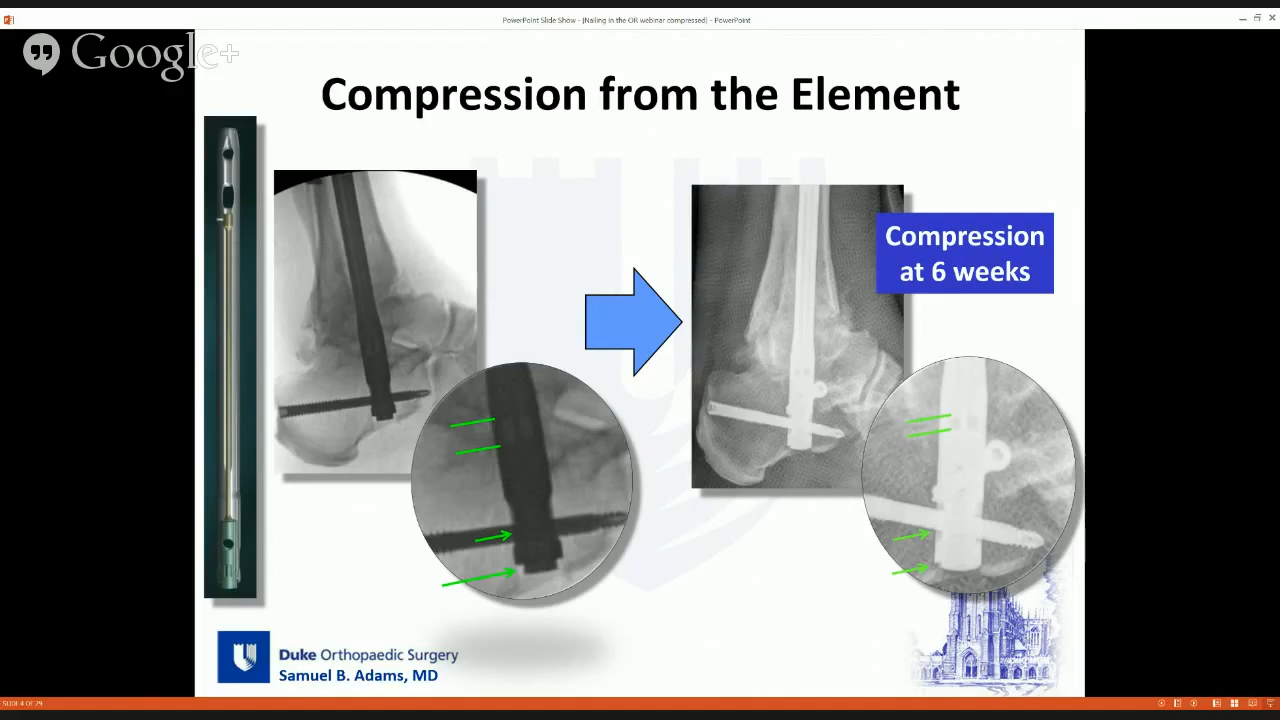 PowerPoint Slide Show - [Nailing in the OR webinar compressed] - PowerPoint
Google+
Compression from the Element
Compression
at 6 weeks
Duke Orthopaedic Surgery
Samuel B. Adams, MD
SLIDE 4 OF 29